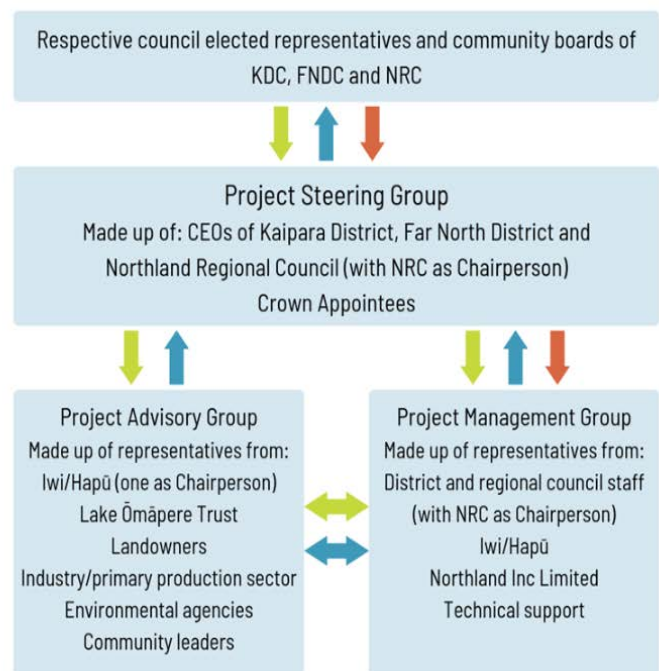 Respective council elected representatives and community boards of
KDC, FNDC and NRC
Project Steering Group
Made up of: CEOs of Kaipara District, Far North District and
Northland Regional Council (with NRC as Chairperson)
Crown Appointees
Project Advisory Group
Made up of representatives from:
Iwi/Hapū (one as Chairperson)
Lake Ōmāpere Trust
Landowners
Industry/primary production sector
Environmental agencies
Community leaders
Project Management Group
Made up of representatives from:
District and regional council staff
(with NRC as Chairperson)
Iwi/Hapū
Northland Inc Limited
Technical support